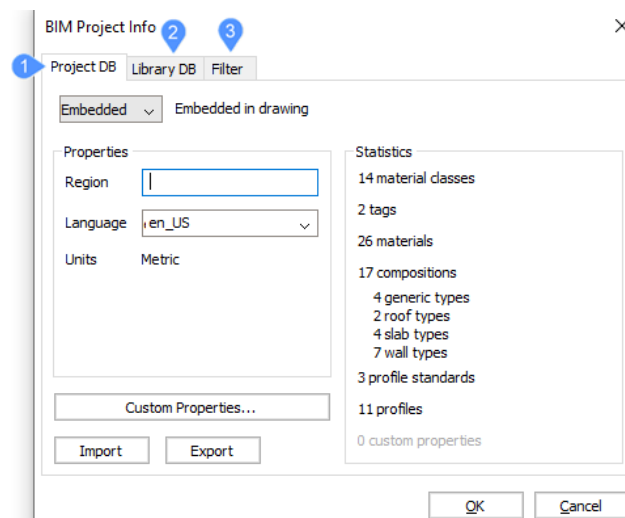 BIM Project Info
2
3
1
Project DB
Library DB
Filter
Embedded
Embedded in drawing
Properties
Region
Language
en_US
Units
Metric
Custom Properties...
Import
Export
Statistics
14 material classes
2 tags
26 materials
17 compositions
4 generic types
2 roof types
4 slab types
7 wall types
3 profile standards
11 profiles
0 custom properties
OK
Cancel